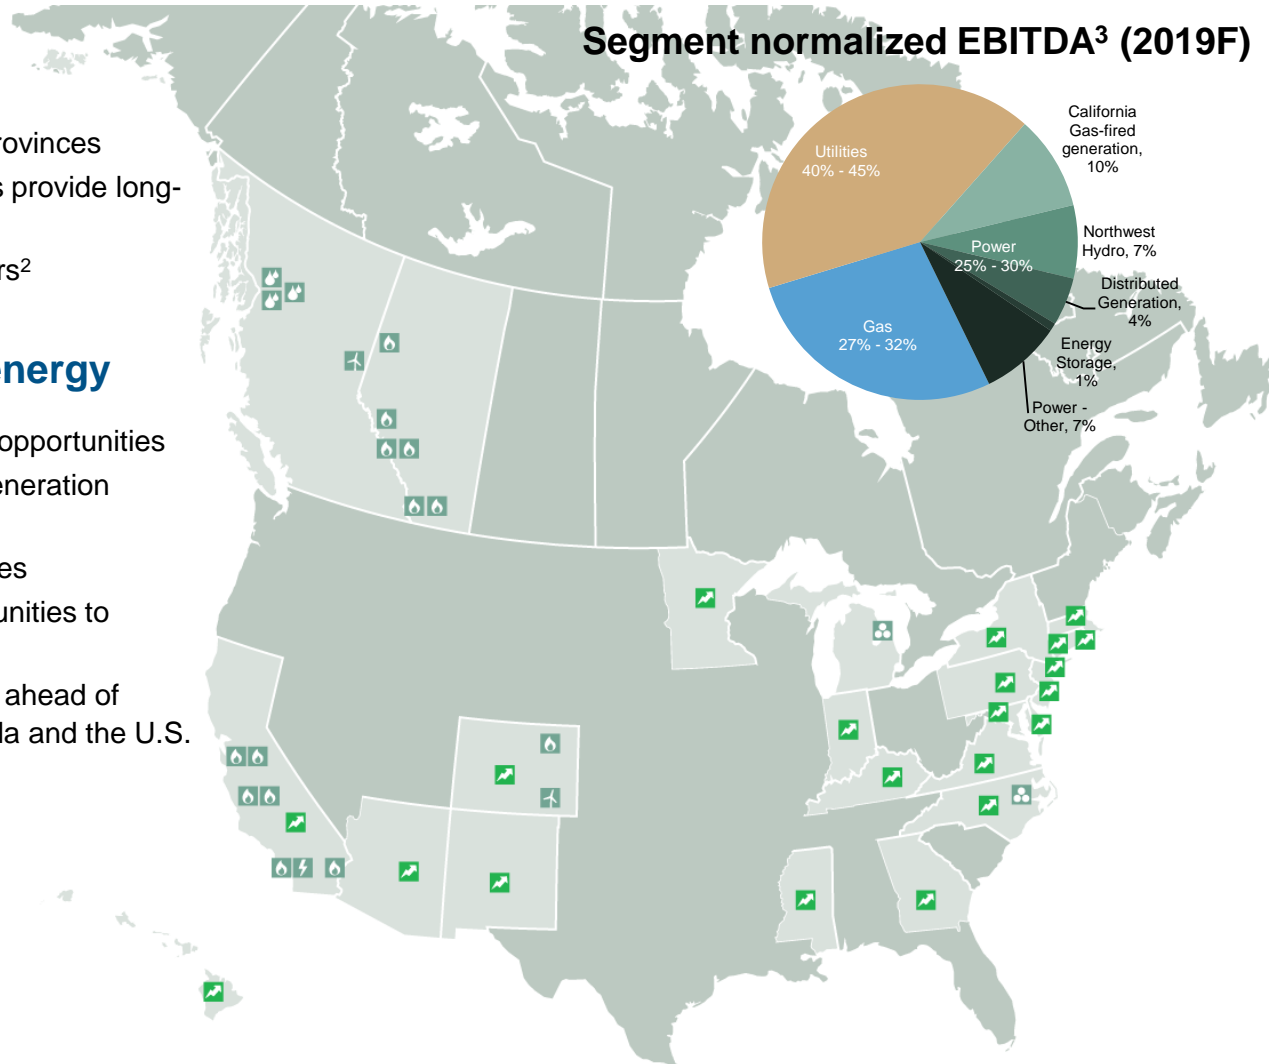 Segment normalized EBITDA³ (2019F)
rovinces
s provide long-
rs²
energy
opportunities
eneration
es
unities to
ahead of
la and the U.S.
Utilities
40% - 45%
California
Gas-fired
generation,
10%
Northwest
Hydro, 7%
Power
25% - 30%
Distributed
Generation,
4%
Energy
Storage,
1%
Power -
Other, 7%
Gas
27% - 32%